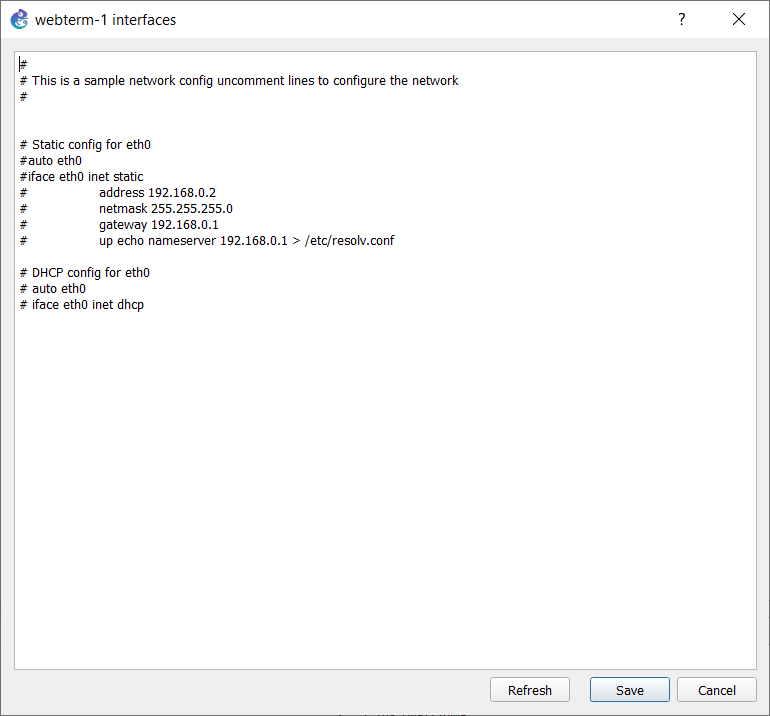 webterm-1 interfaces
?
#
# This is a sample network config uncomment lines to configure the network
#
# Static config for eth0
#auto eth0
#iface eth0 inet static
# address 192.168.0.2
# netmask 255.255.255.0
# gateway 192.168.0.1
# up echo nameserver 192.168.0.1 > /etc/resolv.conf
# DHCP config for eth0
# auto eth0
# iface eth0 inet dhcp
Refresh Save Cancel